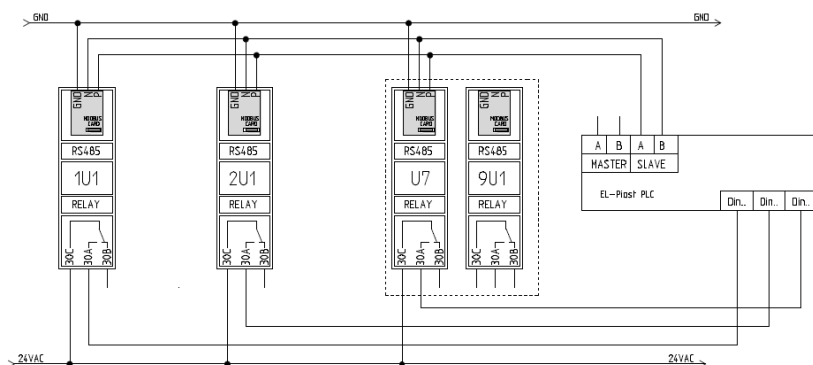 GND GND
GND N P GND N P GND N P GND N P
MODBUS CARD MODBUS CARD MODBUS CARD MODBUS CARD
RS485 RS485 RS485 RS485
A B A B
MASTER SLAVE
1U1 2U1 U7 9U1
EL-Piast PLC
RELAY RELAY RELAY RELAY
Din.. Din.. Din..
30C 30A 30B 30C 30A 30B 30C 30A 30B 30C 30A 30B
24VAC 24VAC